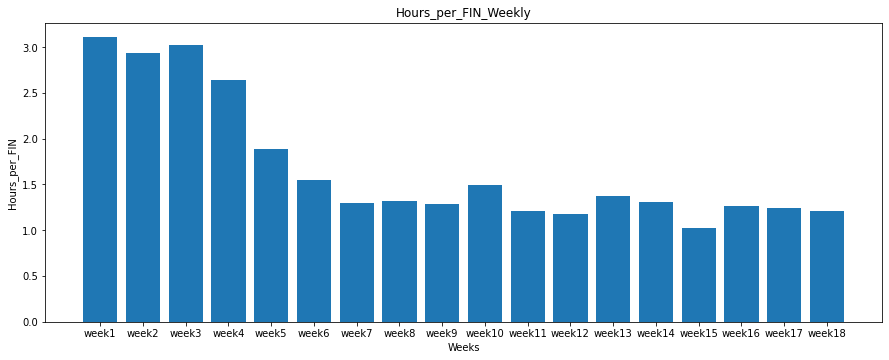 Hours_per_FIN_Weekly
Hours_per_FIN
3.0
2.5
2.0
1.5
1.0
0.5
0.0
week1 week2 week3 week4 week5 week6 week7 week8 week9 week10 week11 week12 week13 week14 week15 week16 week17 week18
Weeks